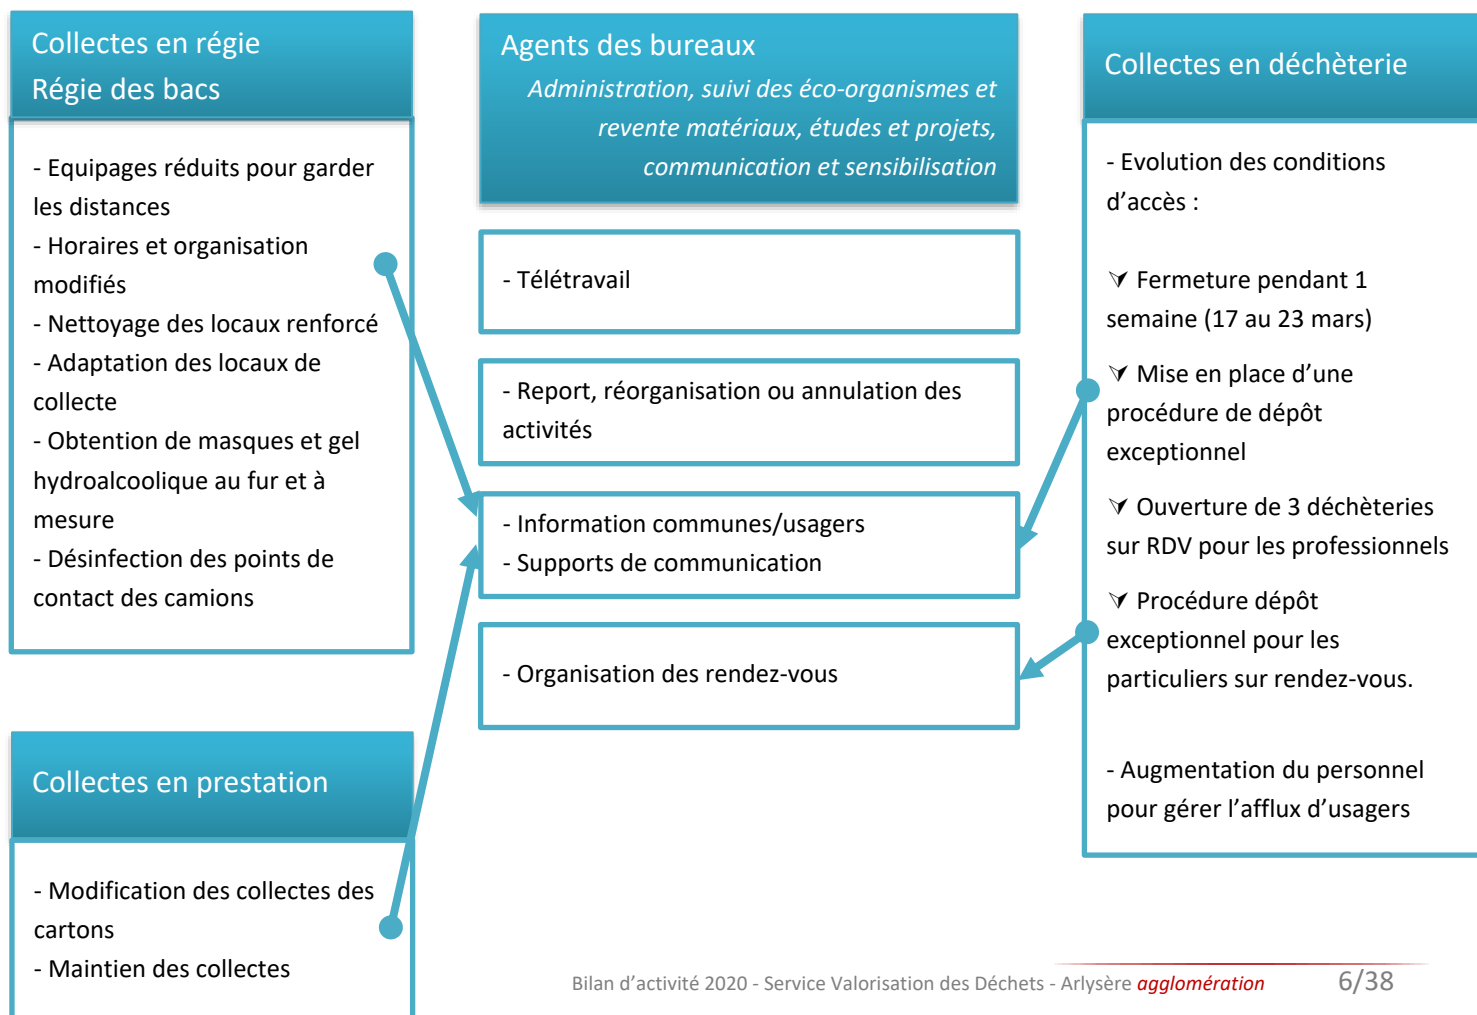 Collectes en régie
Régie des bacs
- Equipages réduits pour garder
les distances
- Horaires et organisation
modifiés
- Nettoyage des locaux renforcé
- Adaptation des locaux de
collecte
- Obtention de masques et gel
hydroalcoolique au fur et à
mesure
- Désinfection des points de
contact des camions
Collectes en prestation
- Modification des collectes des
cartons
- Maintien des collectes
Agents des bureaux
Administration, suivi des éco-organismes et
revente matériaux, études et projets,
communication et sensibilisation
- Télétravail
- Report, réorganisation ou annulation des
activités
- Information communes/usagers
- Supports de communication
- Organisation des rendez-vous
Collectes en déchèterie
- Evolution des conditions
d’accès :
⮚ Fermeture pendant 1
semaine (17 au 23 mars)
⮚ Mise en place d’une
procédure de dépôt
exceptionnel
⮚ Ouverture de 3 déchèteries
sur RDV pour les professionnels
⮚ Procédure dépôt
exceptionnel pour les
particuliers sur rendez-vous.
- Augmentation du personnel
pour gérer l’afflux d’usagers
Bilan d’activité 2020 - Service Valorisation des Déchets - Arlysère agglomération 6/38